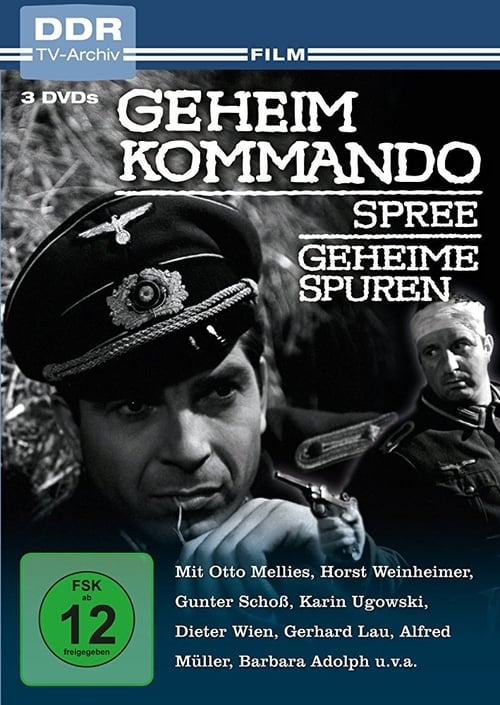 DDR
TV-Archiv
FILM
3 DVDs
GEHEIM
KOMMANDO
SPREE
GEHEIME
SPUREN
FSK
ab
12
freigegeben
Mit Otto Mellies, Horst Weinheimer,
Gunter Schoß, Karin Ugowski,
Dieter Wien, Gerhard Lau, Alfred
Müller, Barbara Adolph u.v.a.